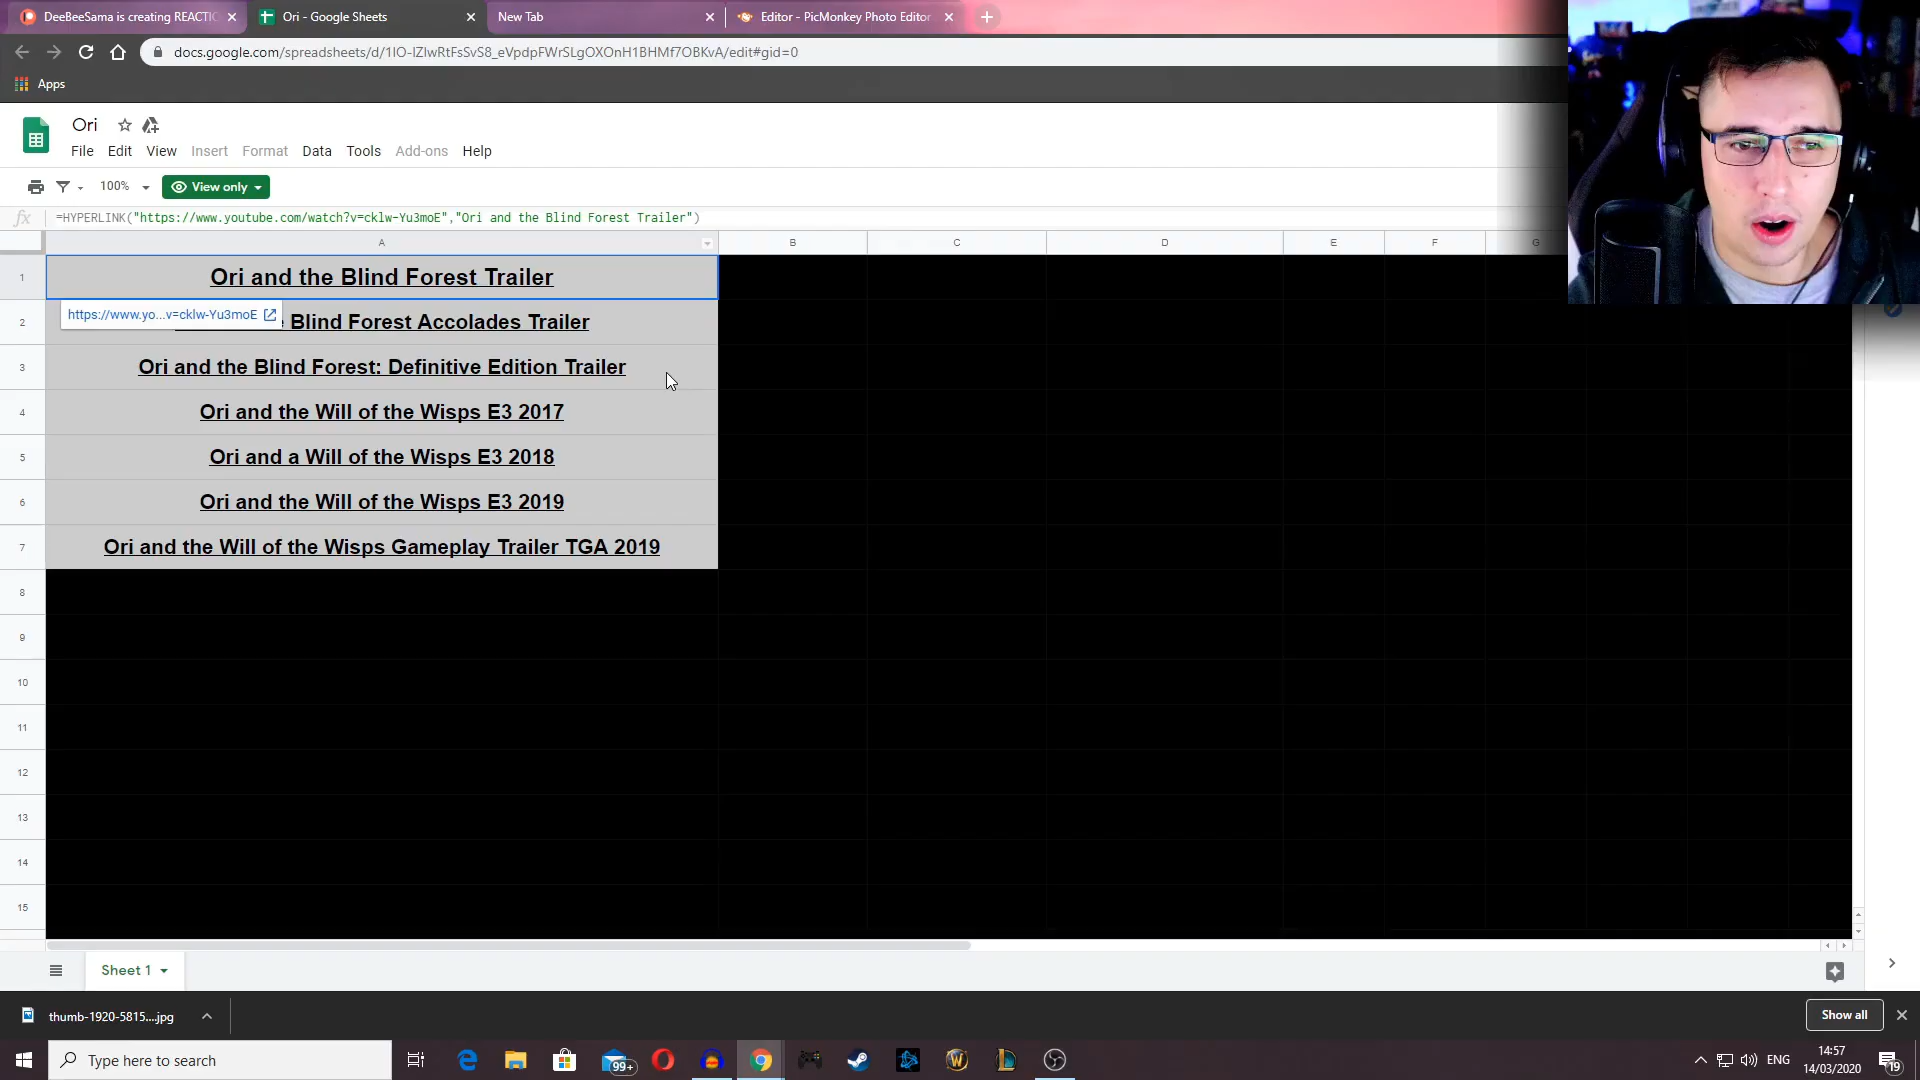 DeeBeeSama is creating REACTIC
Ori - Google Sheets
New Tab
Editor - PicMonkey Photo Editor
docs.google.com/spreadsheets/d/1IO-IZIwRtFsSvS8_eVpdpFWrSLgOXOnH1BHMf7OBKvA/edit#gid=0
Apps
Ori
File Edit View Insert Format Data Tools Add-ons Help
100% View only
fx =HYPERLINK("https://www.youtube.com/watch?v=cklw-Yu3moE","Ori and the Blind Forest Trailer")
A B C D E F G
1 Ori and the Blind Forest Trailer
https://www.yo...v=cklw-Yu3moE
2 Blind Forest Accolades Trailer
3 Ori and the Blind Forest: Definitive Edition Trailer
4 Ori and the Will of the Wisps E3 2017
5 Ori and a Will of the Wisps E3 2018
6 Ori and the Will of the Wisps E3 2019
7 Ori and the Will of the Wisps Gameplay Trailer TGA 2019
8
9
10
11
12
13
14
15
Sheet 1
thumb-1920-5815....jpg
Show all
Type here to search
99+
ENG
14:57
14/03/2020
19